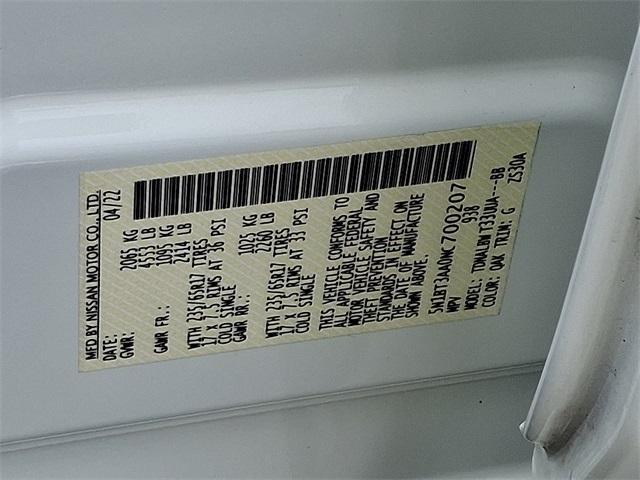 MFD BY NISSAN MOTOR CO., LTD.
DATE: 04/22
GVWR: 2065 KG
4553 LB
GAWR FR.: 1095 KG
2414 LB
WITH 235/65R17 TIRES
17 X 7.5 RIMS AT 36 PSI
COLD SINGLE
GAWR RR.: 1025 KG
2260 LB
WITH 235/65R17 TIRES
17 X 7.5 RIMS AT 33 PSI
COLD SINGLE
THIS VEHICLE CONFORMS TO
ALL APPLICABLE FEDERAL
MOTOR VEHICLE SAFETY AND
THEFT PREVENTION
STANDARDS IN EFFECT ON
THE DATE OF MANUFACTURE
SHOWN ABOVE.
5N1BT3AA0NC700207
MPV 938
MODEL: TUNALBW T33UUA---BB
COLOR: QAK TRIM: G ZS30A